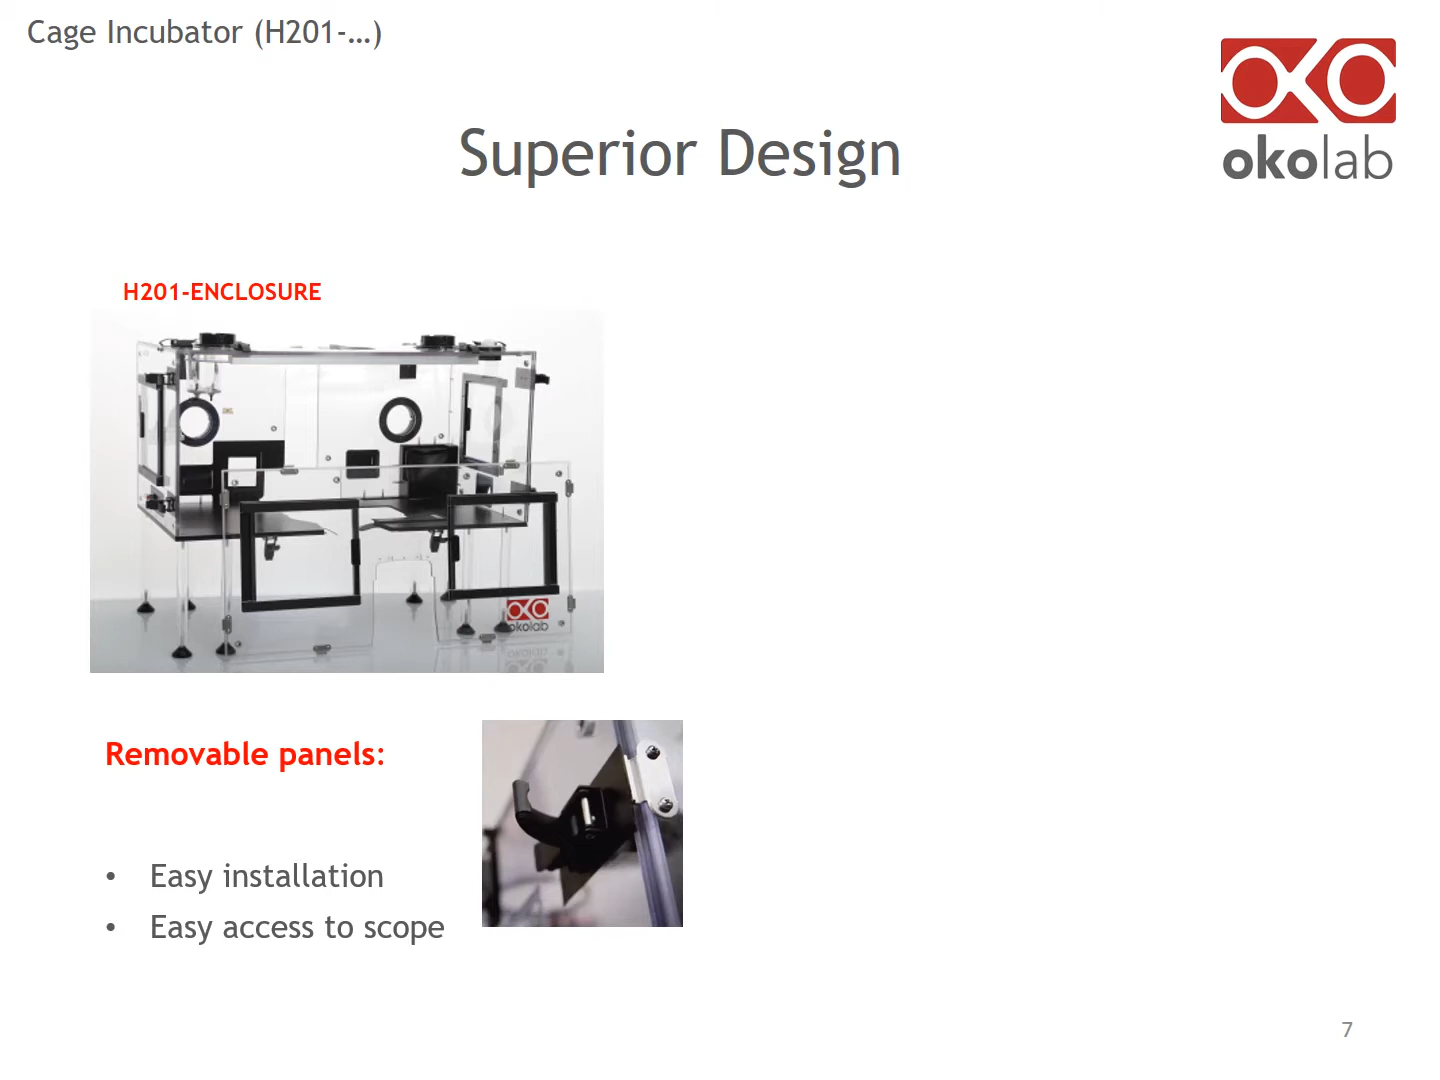 Cage Incubator (H201-…)
okolab
Superior Design
H201-ENCLOSURE
okolab
Removable panels:
• Easy installation
• Easy access to scope
7